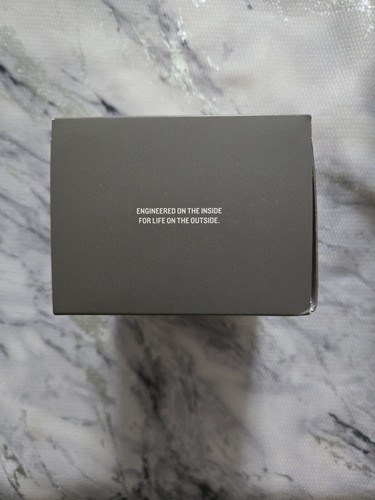 ENGINEERED ON THE INSIDE
FOR LIFE ON THE OUTSIDE.